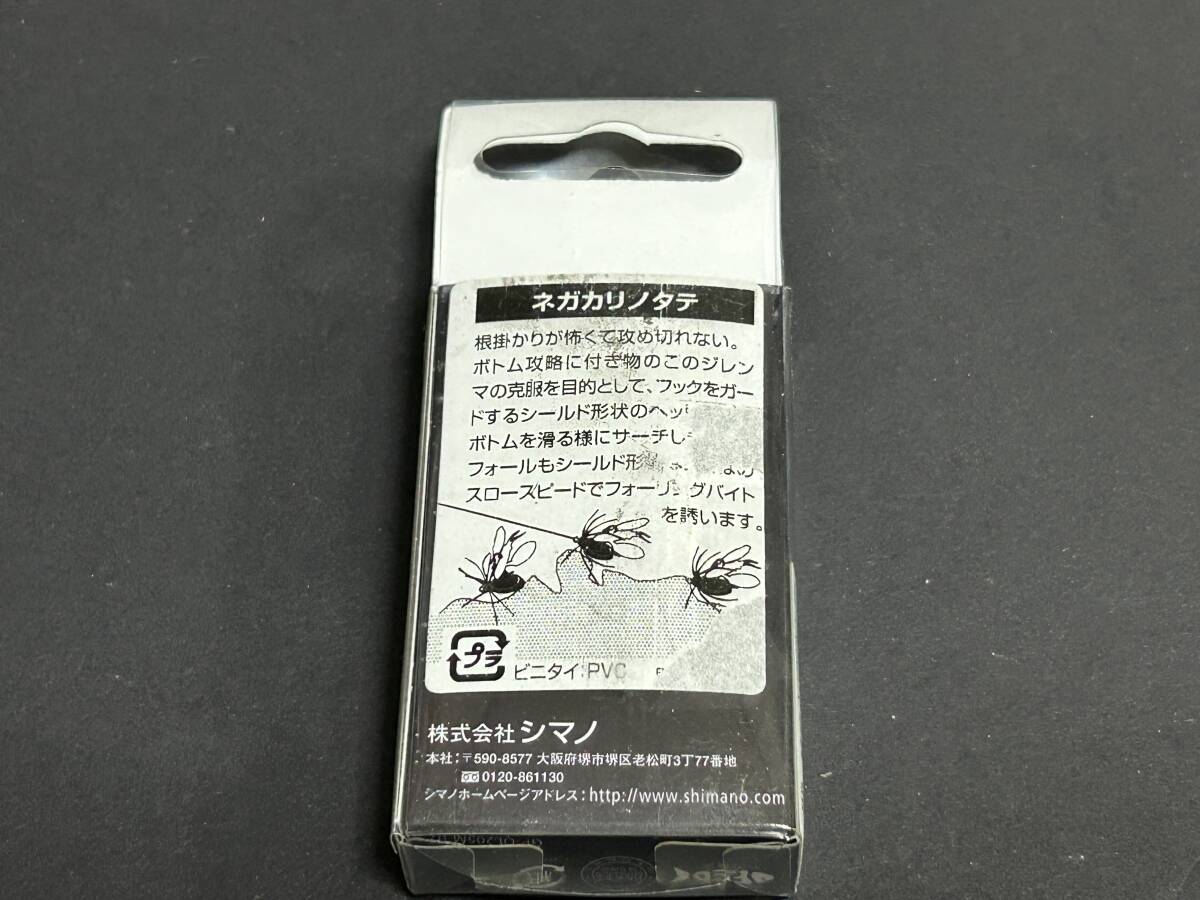 ネガカリノタテ
根掛かりが怖くて攻め切れない。
ボトム攻略に付き物のこのジレン
マの克服を目的として、フックをガー
ドするシールド形状のヘッ
ボトムを滑る様にサーチし
フォールもシールド形
スロースピードでフォーリングバイト
を誘います。
プラ
ビニタイ:PVC
株式会社シマノ
本社:〒590-8577 大阪府堺市堺区老松町3丁77番地
0120-861130
シマノホームページアドレス:http://www.shimano.com